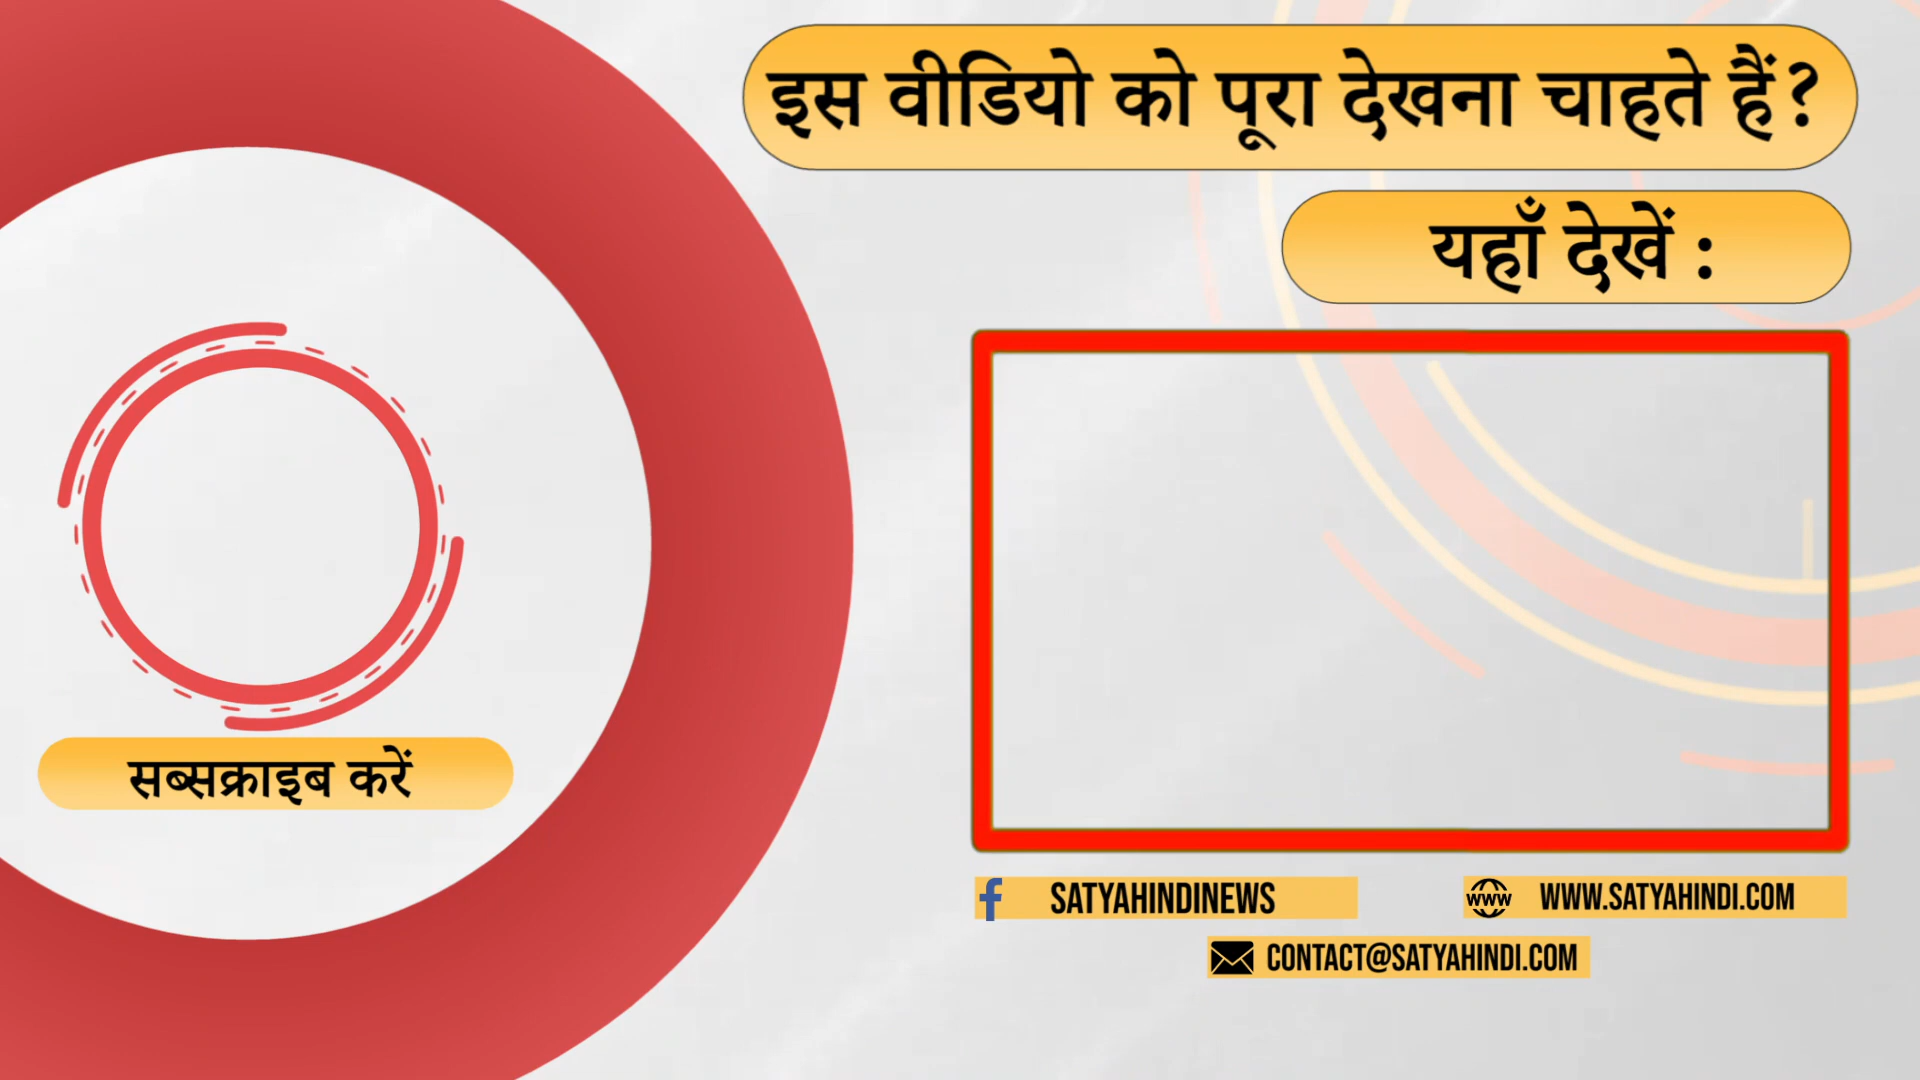 इस वीडियो को पूरा देखना चाहते हैं?
यहाँ देखें :
सब्सक्राइब करें
SATYAHINDINEWS
WWW WWW.SATYAHINDI.COM
CONTACT@SATYAHINDI.COM